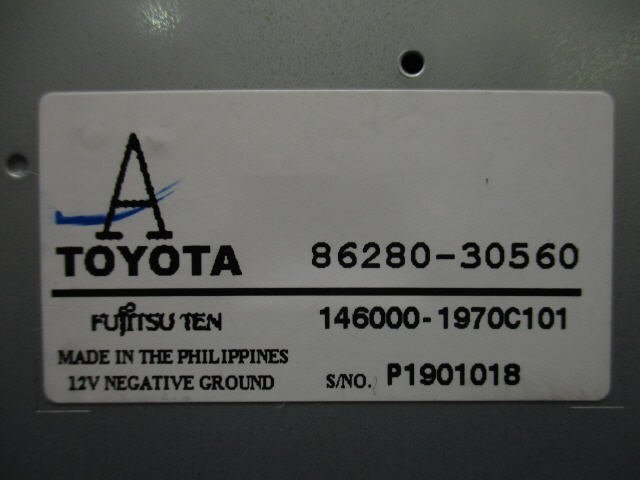 A
TOYOTA 86280-30560
FUJITSU TEN 146000-1970C101
MADE IN THE PHILIPPINES
12V NEGATIVE GROUND S/NO. P1901018